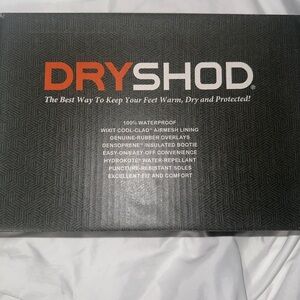 DRYSHOD®
The Best Way To Keep Your Feet Warm, Dry and Protected!
100% WATERPROOF
WIXIT COOL-CLAD™ AIRMESH LINING
GENUINE-RUBBER OVERLAYS
DENSOPRENE™ INSULATED BOOTIE
EASY-ON/EASY-OFF CONVENIENCE
HYDROKOTE® WATER-REPELLANT
PUNCTURE-RESISTANT SOLES
EXCELLENT FIT AND COMFORT